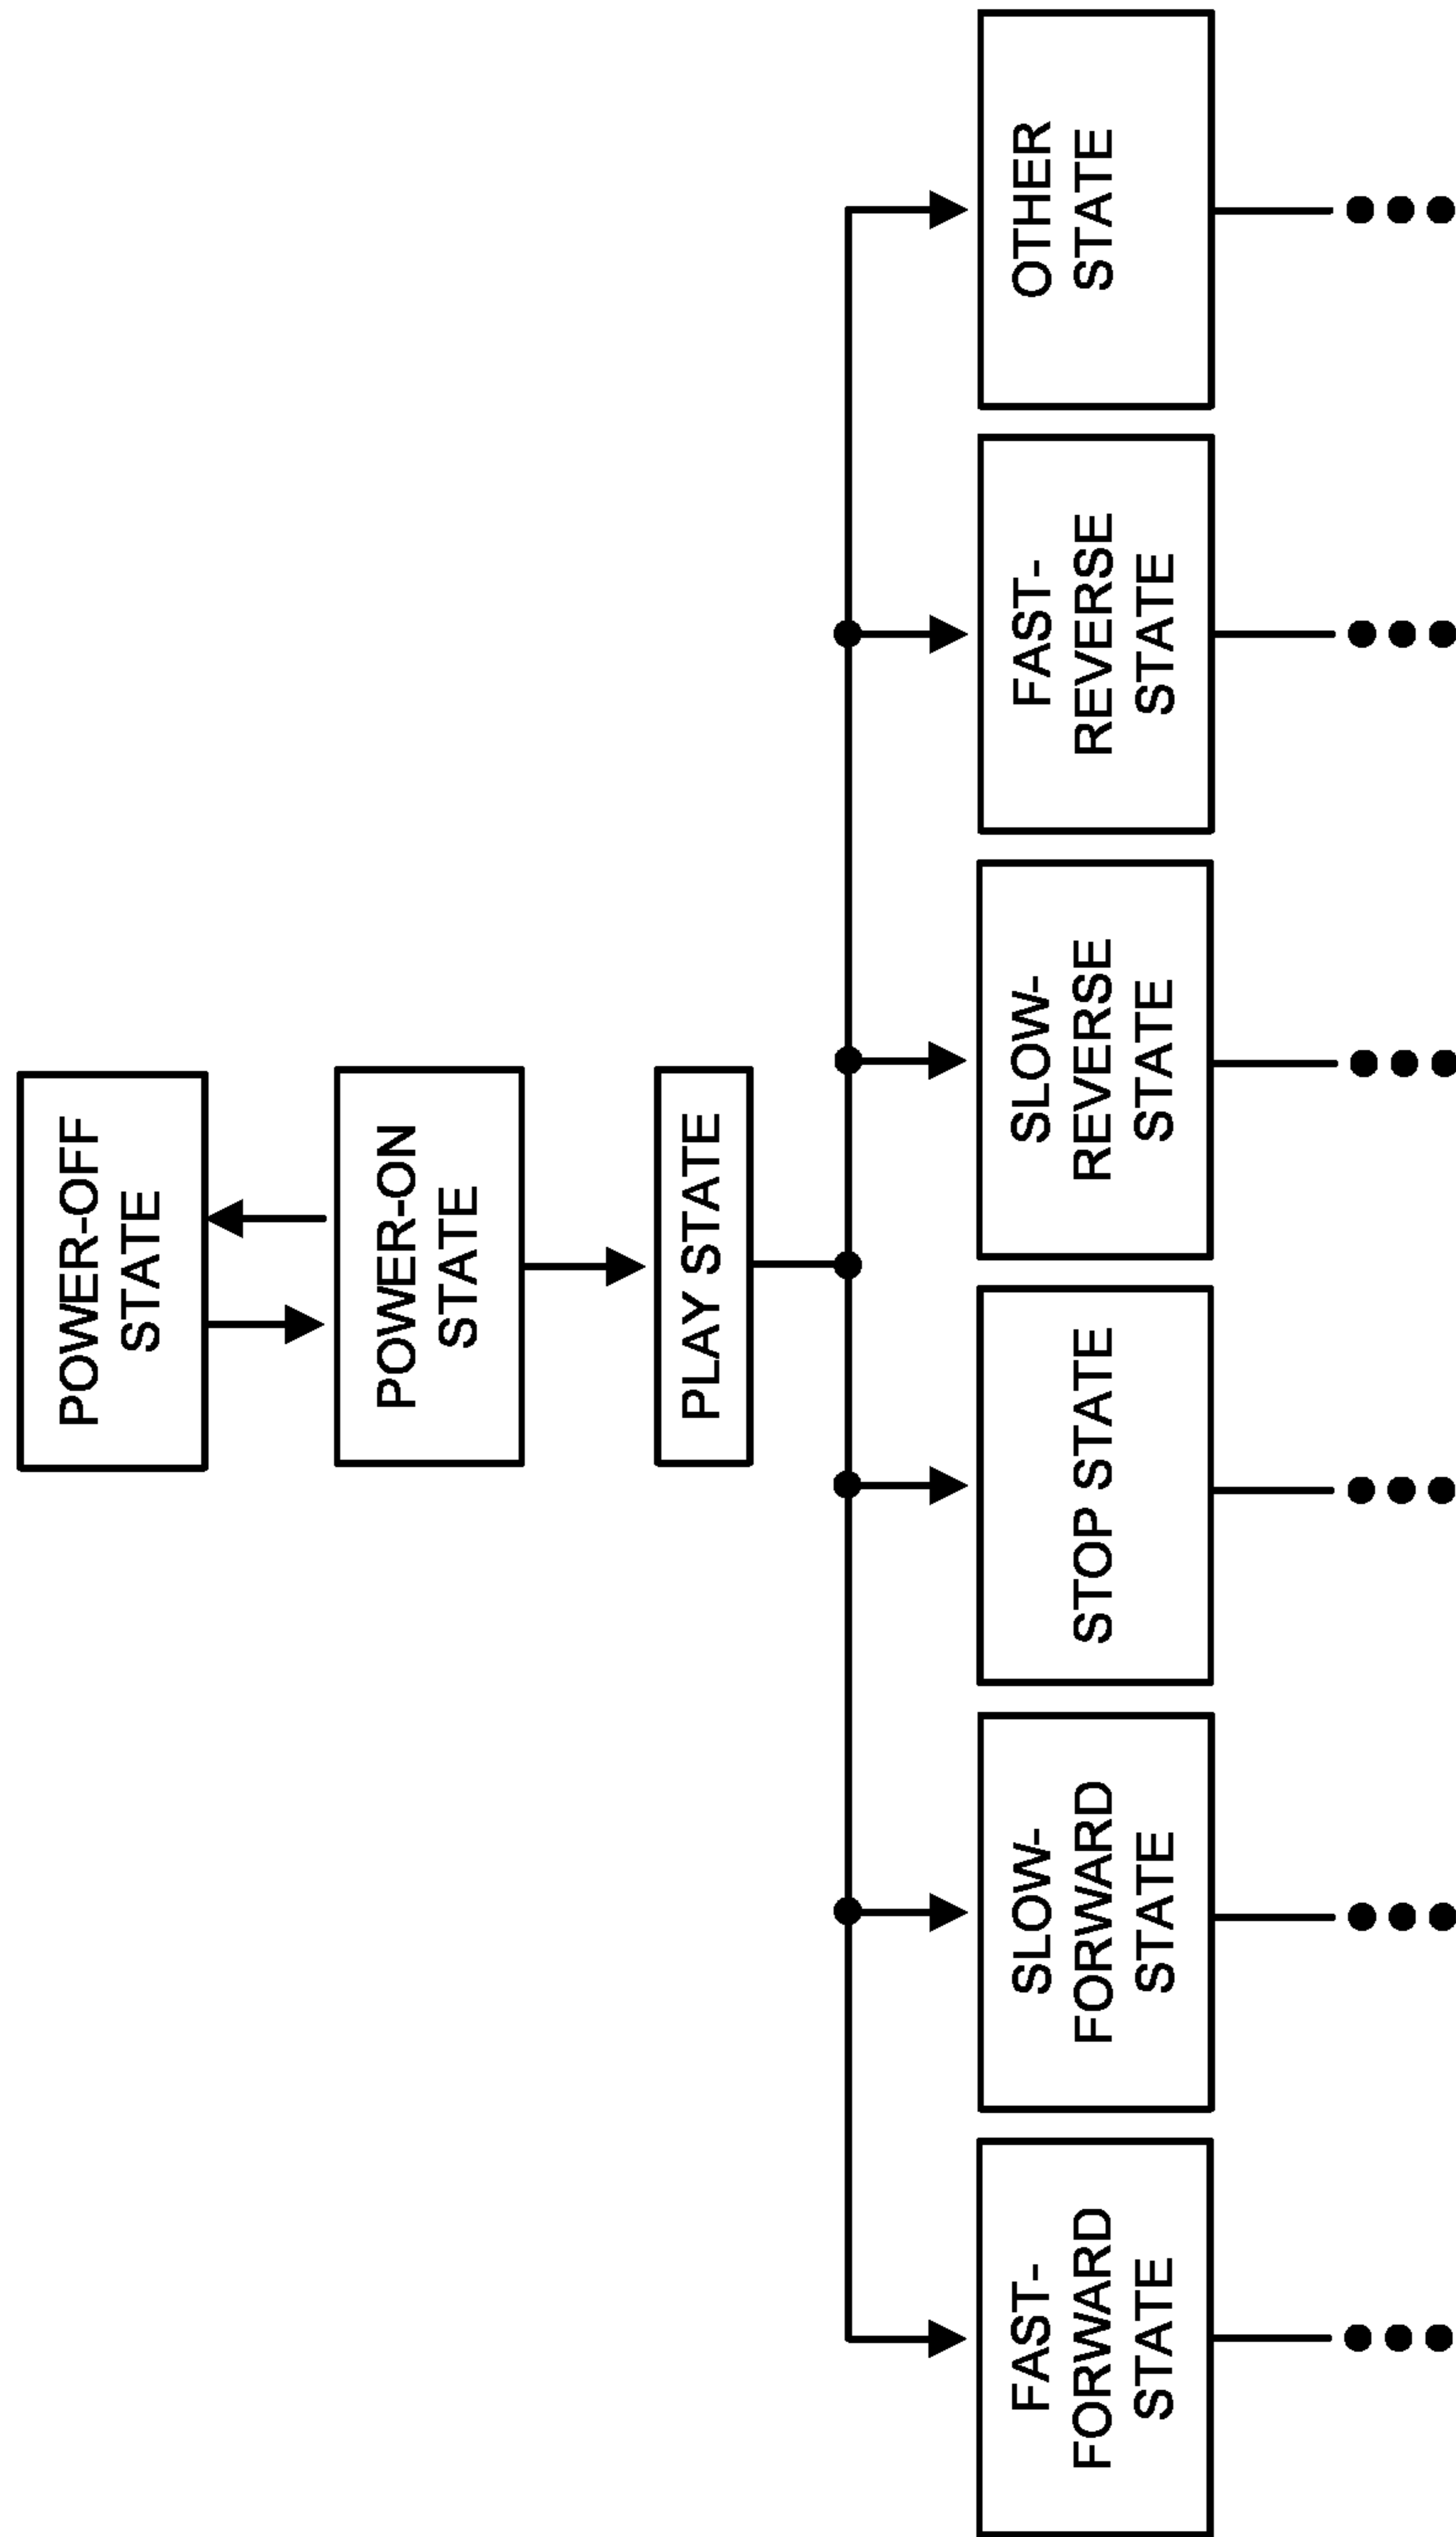 POWER-OFF
STATE
POWER-ON
STATE
PLAY STATE
FAST-
FORWARD
STATE
SLOW-
FORWARD
STATE
STOP STATE
SLOW-
REVERSE
STATE
FAST-
REVERSE
STATE
OTHER
STATE